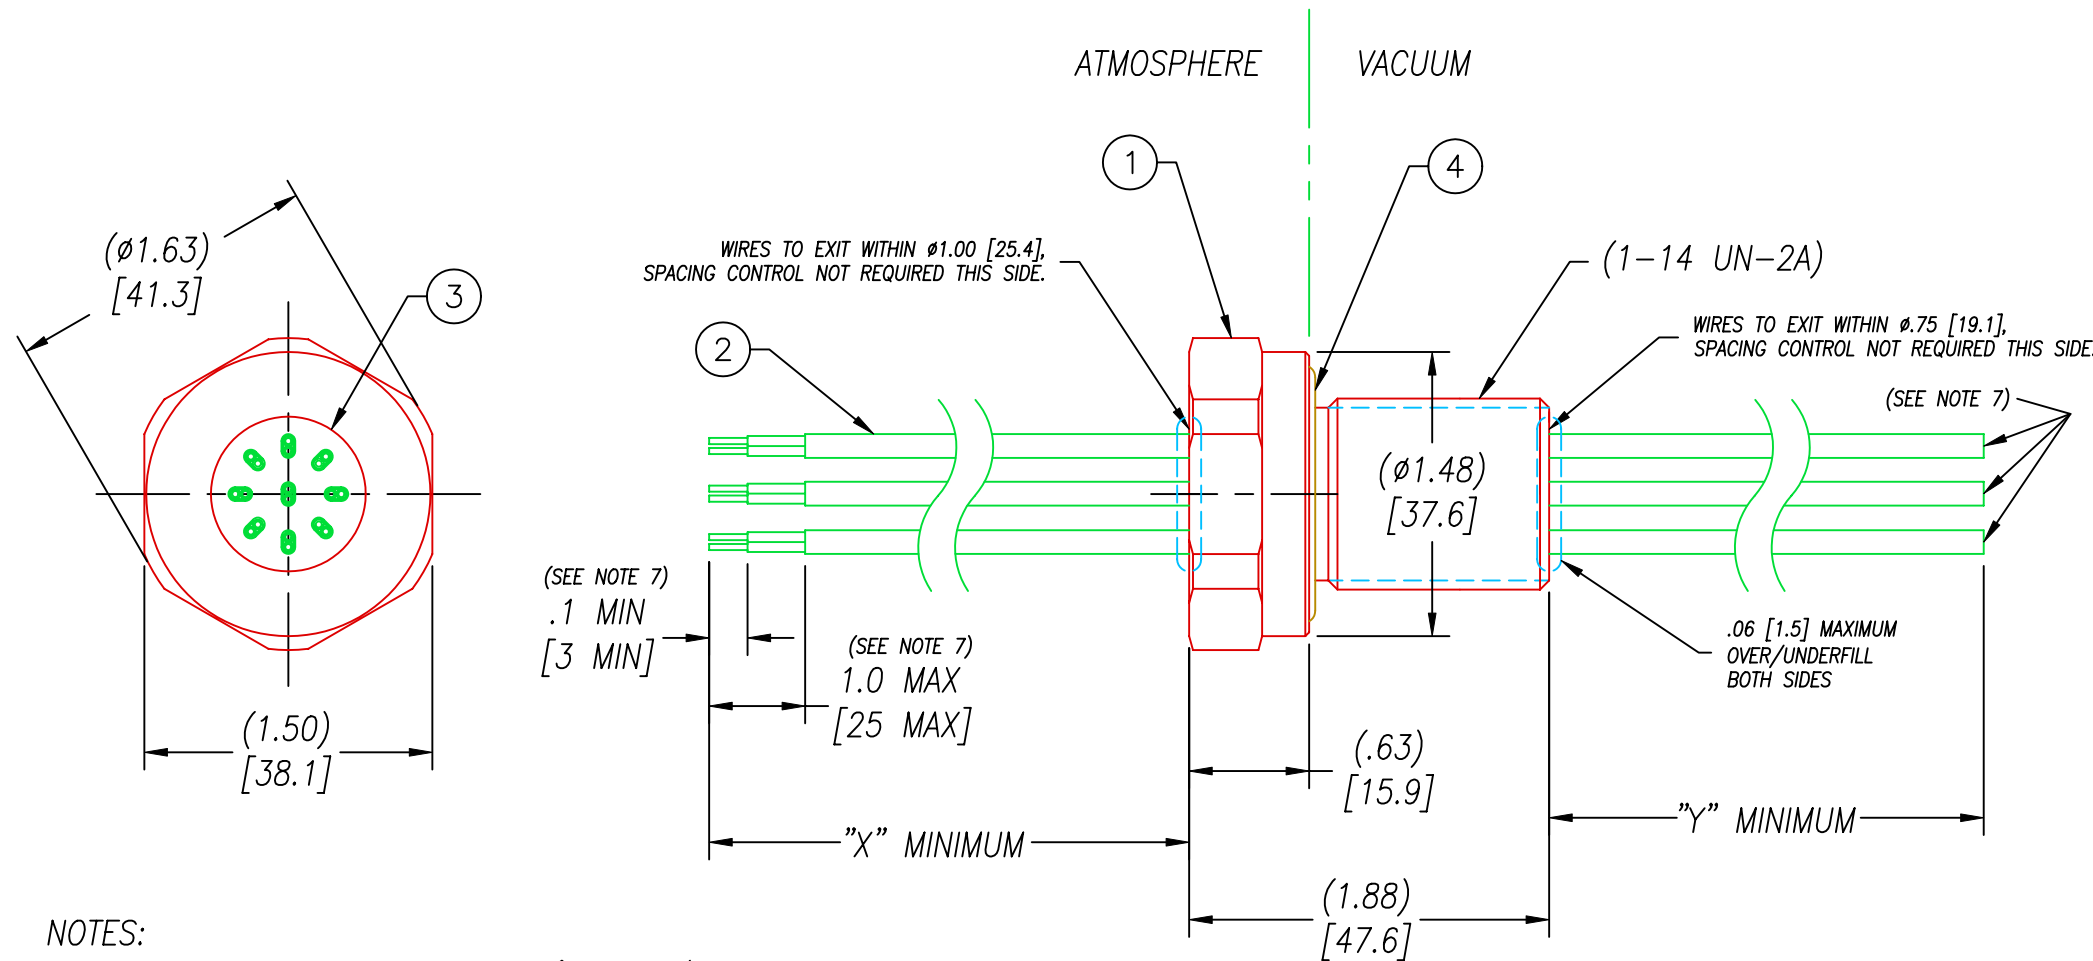 ATMOSPHERE
VACUUM
1
4
(ø1.63)
[41.3]
3
WIRES TO EXIT WITHIN ø1.00 [25.4],
SPACING CONTROL NOT REQUIRED THIS SIDE.
(1-14 UN-2A)
2
WIRES TO EXIT WITHIN ø.75 [19.1],
SPACING CONTROL NOT REQUIRED THIS SIDE.
(SEE NOTE 7)
(ø1.48)
[37.6]
(SEE NOTE 7)
.1 MIN
[3 MIN]
(SEE NOTE 7)
1.0 MAX
[25 MAX]
.06 [1.5] MAXIMUM
OVER/UNDERFILL
BOTH SIDES
(1.50)
[38.1]
(.63)
[15.9]
"X" MINIMUM
"Y" MINIMUM
(1.88)
[47.6]
NOTES: